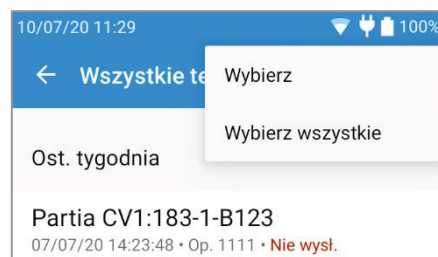 10/07/20 11:29 100%
Wszystkie te
Wybierz
Wybierz wszystkie
Ost. tygodnia
Partia CV1:183-1-B123
07/07/20 14:23:48 • Op. 1111 • Nie wysł.